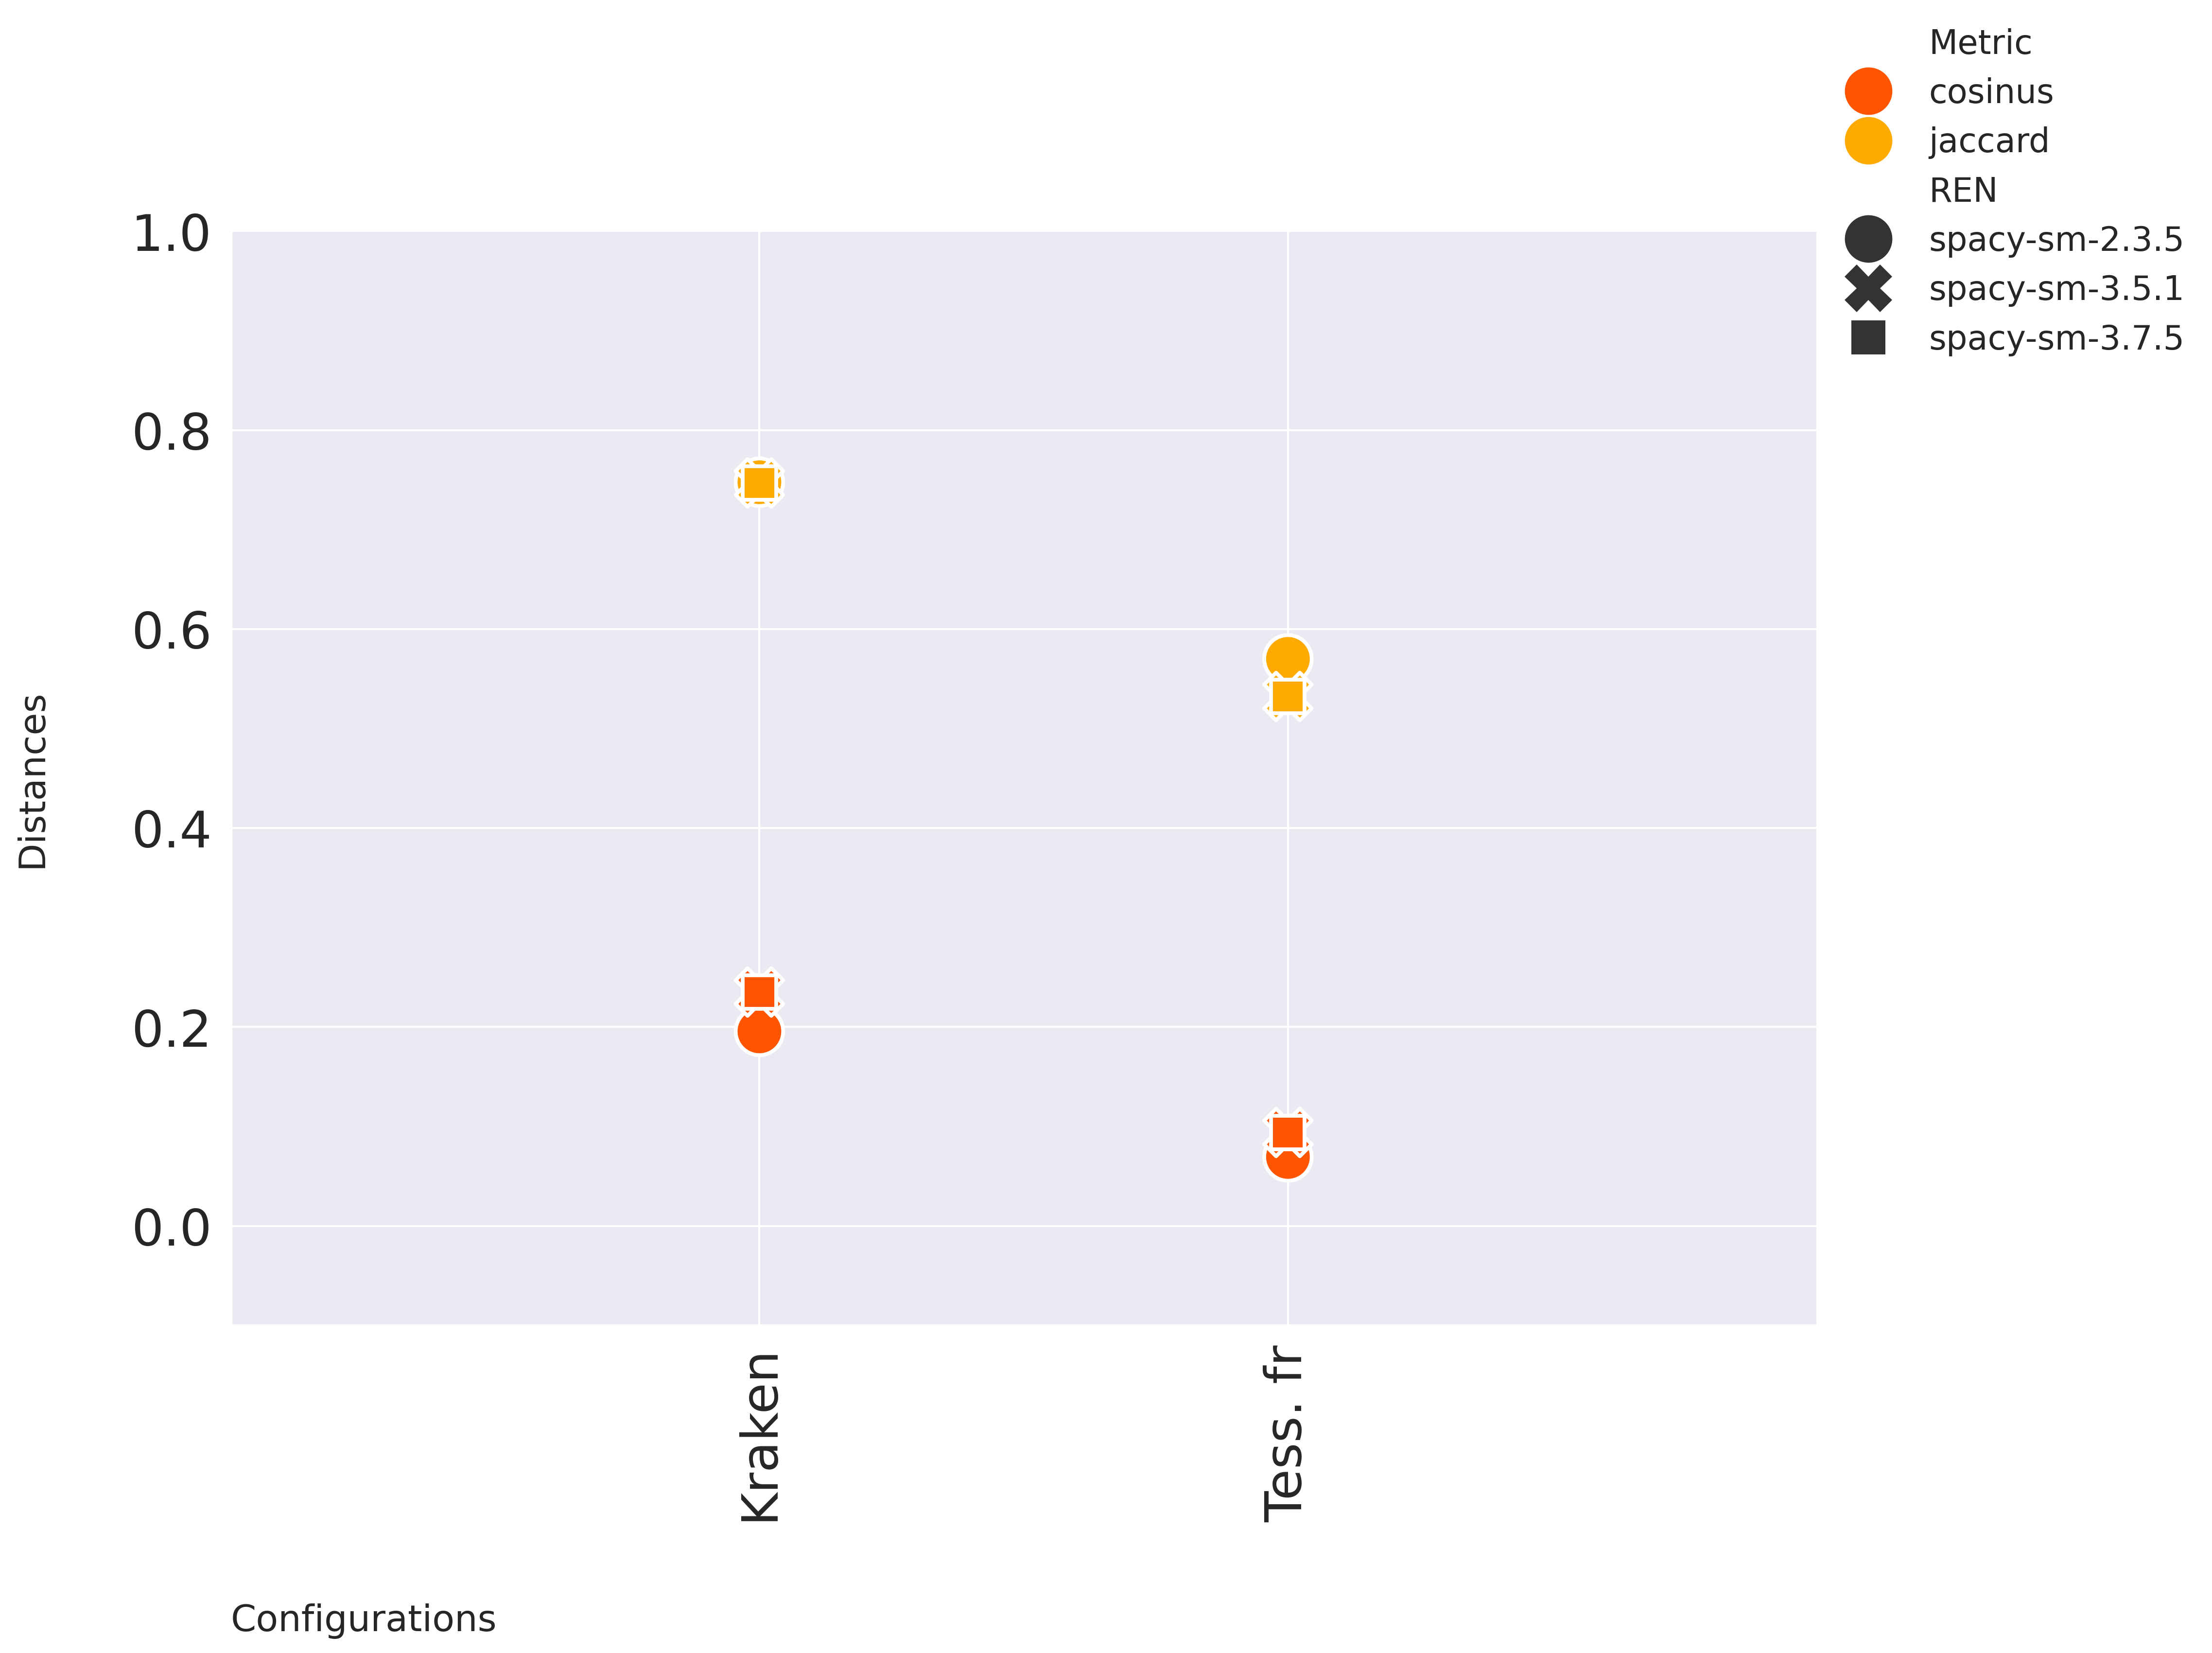 Metric
cosinus
jaccard
REN
spacy-sm-2.3.5
spacy-sm-3.5.1
spacy-sm-3.7.5
1.0
0.8
0.6
0.4
0.2
0.0
Distances
Kraken
Tess. fr
Configurations